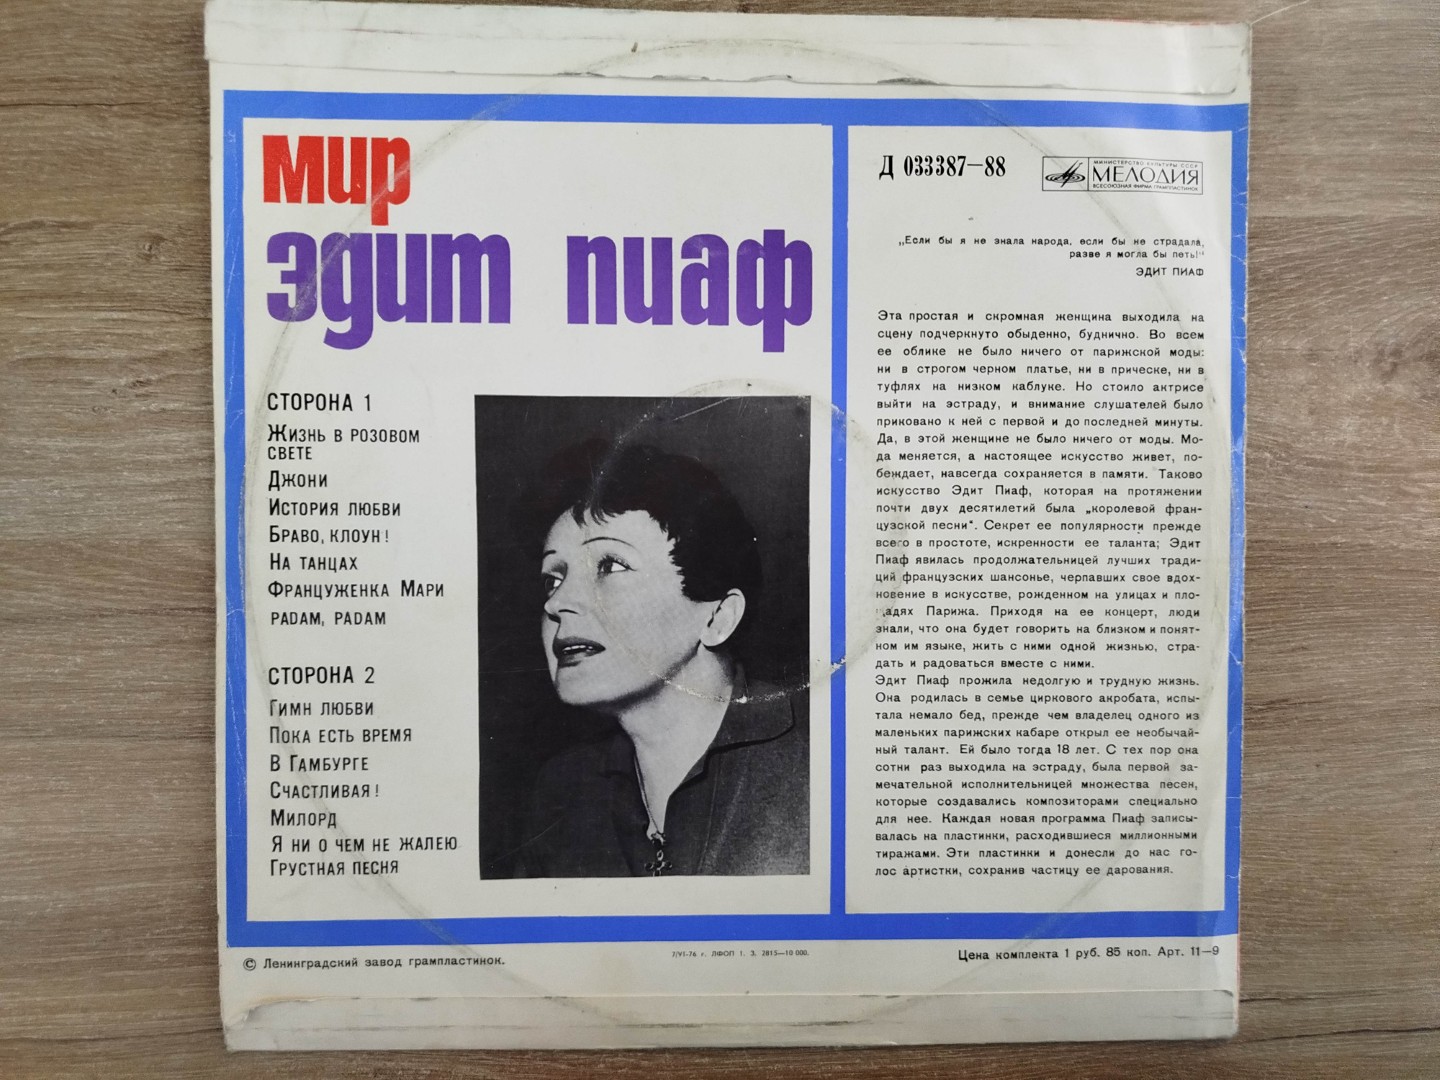 Мир
Эдит Пиаф
СТОРОНА 1
ЖИЗНЬ В РОЗОВОМ
СВЕТЕ
ДЖОНИ
ИСТОРИЯ ЛЮБВИ
БРАВО, КЛОУН!
НА ТАНЦАХ
ФРАНЦУЖЕНКА МАРИ
PADAM, PADAM
СТОРОНА 2
ГИМН ЛЮБВИ
ПОКА ЕСТЬ ВРЕМЯ
В ГАМБУРГЕ
СЧАСТЛИВАЯ!
МИЛОРД
Я НИ О ЧЕМ НЕ ЖАЛЕЮ
ГРУСТНАЯ ПЕСНЯ
Д 033387—88
МИНИСТЕРСТВО КУЛЬТУРЫ СССР
МЕЛОДИЯ
ВСЕСОЮЗНАЯ ФИРМА ГРАМПЛАСТИНОК
„Если бы я не знала народа, если бы не страдала,
разве я могла бы петь!“
ЭДИТ ПИАФ
Эта простая и скромная женщина выходила на
сцену подчеркнуто обыденно, буднично. Во всем
ее облике не было ничего от парижской моды:
ни в строгом черном платье, ни в прическе, ни в
туфлях на низком каблуке. Но стоило актрисе
выйти на эстраду, и внимание слушателей было
приковано к ней с первой и до последней минуты.
Да, в этой женщине не было ничего от моды. Мо-
да меняется, а настоящее искусство живет, по-
беждает, навсегда сохраняется в памяти. Таково
искусство Эдит Пиаф, которая на протяжении
почти двух десятилетий была „королевой фран-
цузской песни“. Секрет ее популярности прежде
всего в простоте, искренности ее таланта; Эдит
Пиаф явилась продолжательницей лучших тради-
ций французских шансонье, черпавших свое вдох-
новение в искусстве, рожденном на улицах и пло-
щадях Парижа. Приходя на ее концерт, люди
знали, что она будет говорить на близком и понят-
ном им языке, жить с ними одной жизнью, стра-
дать и радоваться вместе с ними.
Эдит Пиаф прожила недолгую и трудную жизнь.
Она родилась в семье циркового акробата, испы-
тала немало бед, прежде чем владелец одного из
маленьких парижских кабаре открыл ее необычай-
ный талант. Ей было тогда 18 лет. С тех пор она
сотни раз выходила на эстраду, была первой за-
мечательной исполнительницей множества песен,
которые создавались композиторами специально
для нее. Каждая новая программа Пиаф записы-
валась на пластинки, расходившиеся миллионными
тиражами. Эти пластинки и донесли до нас го-
лос артистки, сохранив частицу ее дарования.
© Ленинградский завод грампластинок.
7/VI-76 г. ЛФОП 1. З. 2815—10 000.
Цена комплекта 1 руб. 85 коп. Арт. 11—9